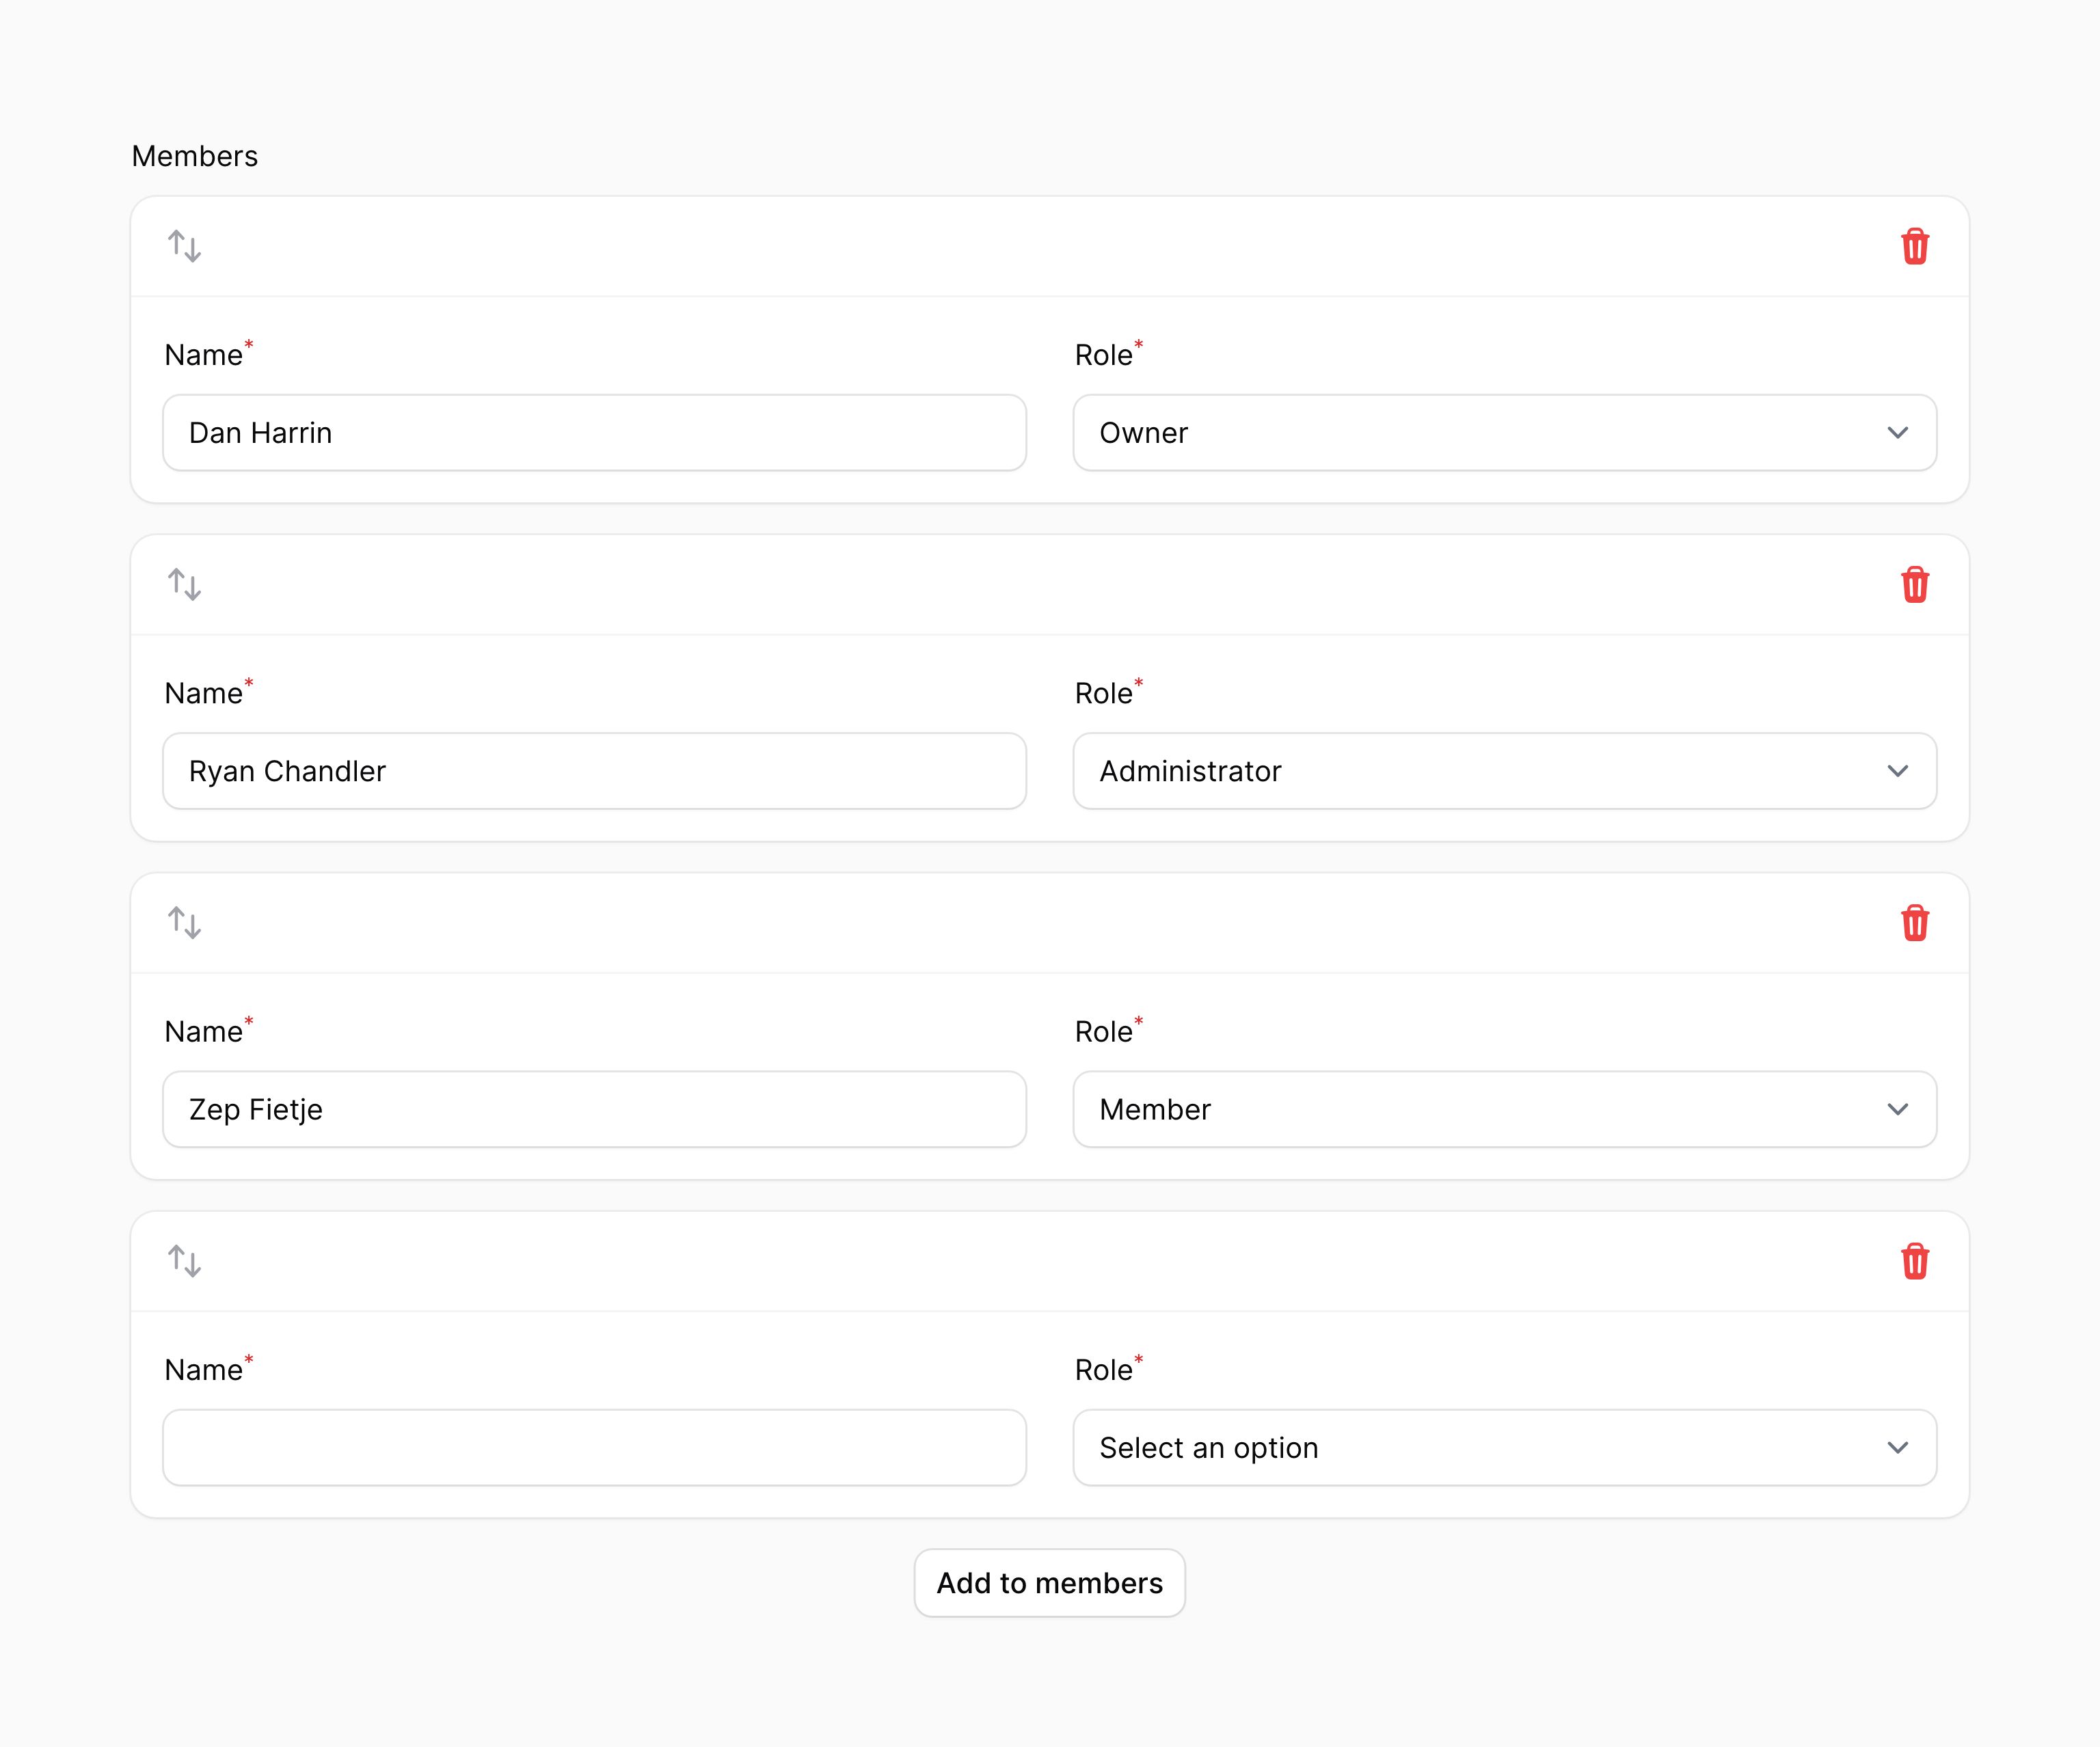 Members
Name* Role*
Dan Harrin Owner
Name* Role*
Ryan Chandler Administrator
Name* Role*
Zep Fietje Member
Name* Role*
Select an option
Add to members